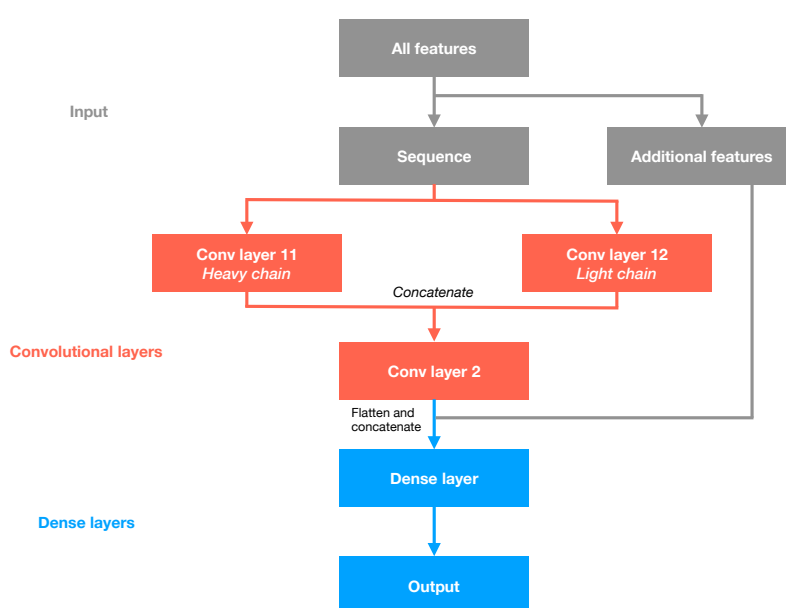 All features
Input
Sequence
Additional features
Conv layer 11
Heavy chain
Conv layer 12
Light chain
Concatenate
Convolutional layers
Conv layer 2
Flatten and
concatenate
Dense layer
Dense layers
Output